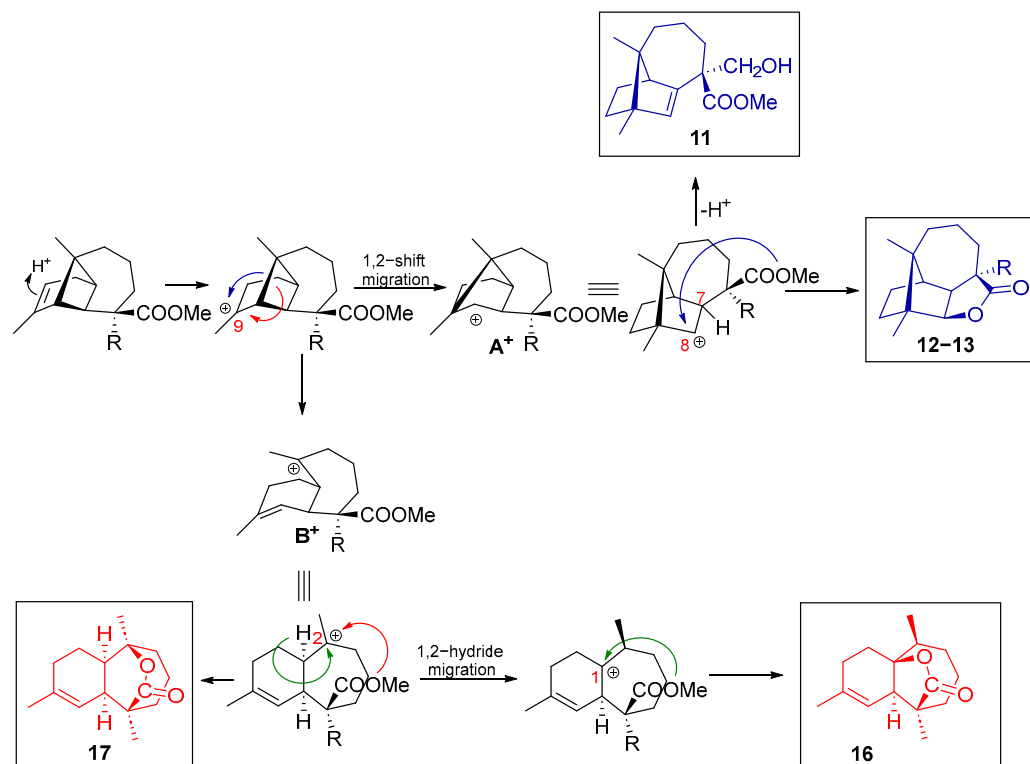 CH2OH
COOMe
11
-H+
H+
1,2−shift
migration
COOMe
R
9
COOMe
R
COOMe
R
A+
COOMe
7
R
H
8
R
O
O
12−13
COOMe
R
B+
H
O
O
H
17
H
2
COOMe
H
R
1,2−hydride
migration
1
COOMe
H
R
O
O
H
16